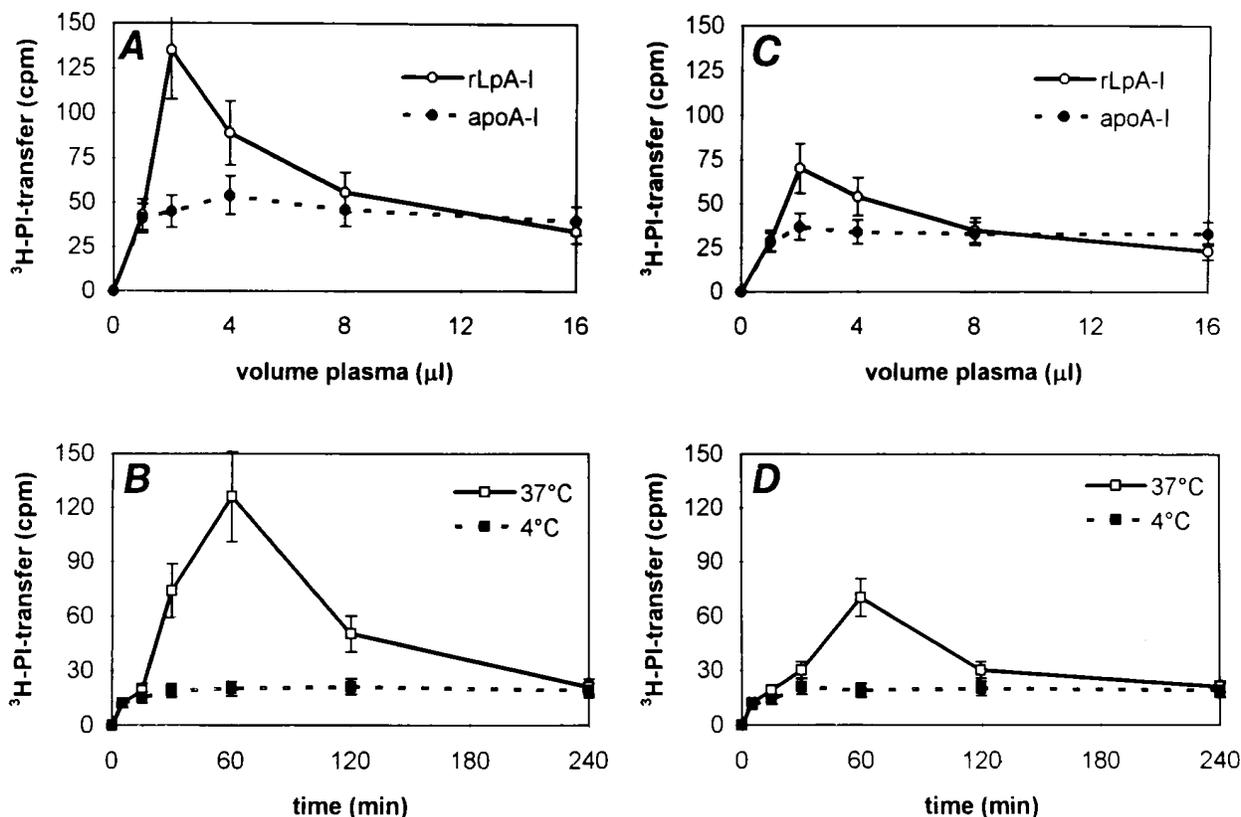 A
³H-PI-transfer (cpm)
150
125
100
75
50
25
0
rLpA-I
apoA-I
0 4 8 12 16
volume plasma (µl)
C
³H-PI-transfer (cpm)
150
125
100
75
50
25
0
rLpA-I
apoA-I
0 4 8 12 16
volume plasma (µl)
B
³H-PI-transfer (cpm)
150
120
90
60
30
0
37°C
4°C
0 60 120 180 240
time (min)
D
³H-PI-transfer (cpm)
150
120
90
60
30
0
37°C
4°C
0 60 120 180 240
time (min)